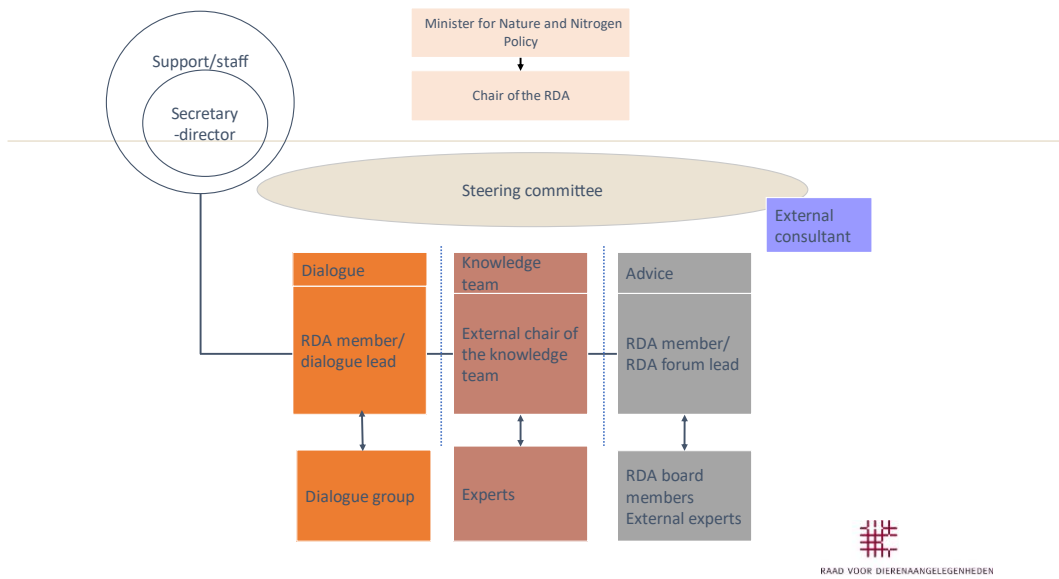 Minister for Nature and Nitrogen
Policy
Chair of the RDA
Support/staff
Secretary
-director
Steering committee
External
consultant
Dialogue
RDA member/
dialogue lead
Dialogue group
Knowledge
team
External chair of
the knowledge
team
Experts
Advice
RDA member/
RDA forum lead
RDA board
members
External experts
RAAD VOOR DIERENAANGELEGENHEDEN